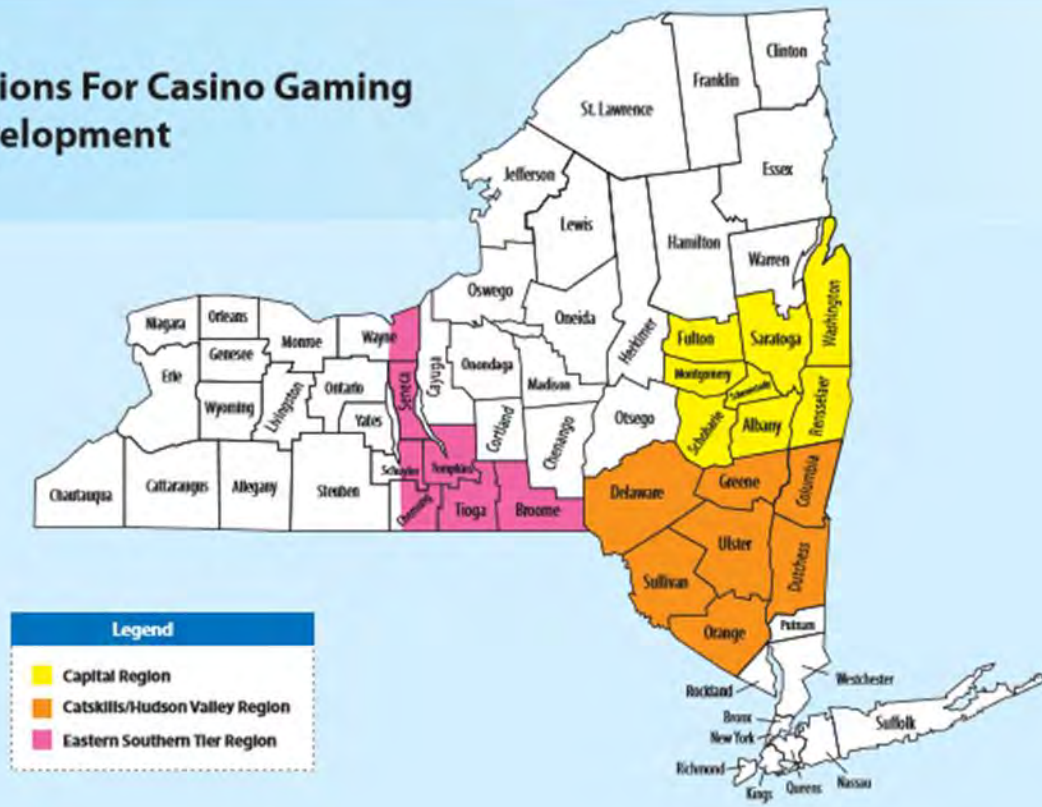 ions For Casino Gaming
elopment
Clinton
Franklin
St. Lawrence
Essex
Jefferson
Lewis
Hamilton
Warren
Washington
Oswego
Oneida
Herkimer
Niagara
Orleans
Monroe
Wayne
Fulton
Saratoga
Genesee
Erie
Seneca
Cayuga
Onondaga
Madison
Montgomery
Schenectady
Rensselaer
Wyoming
Livingston
Ontario
Yates
Cortland
Chenango
Otsego
Schoharie
Albany
Chautauqua
Cattaraugus
Allegany
Steuben
Schuyler
Tompkins
Chemung
Tioga
Broome
Delaware
Greene
Columbia
Ulster
Sullivan
Dutchess
Orange
Putnam
Rockland
Westchester
Bronx
New York
Suffolk
Richmond
Kings
Queens
Nassau
Legend
Capital Region
Catskills/Hudson Valley Region
Eastern Southern Tier Region